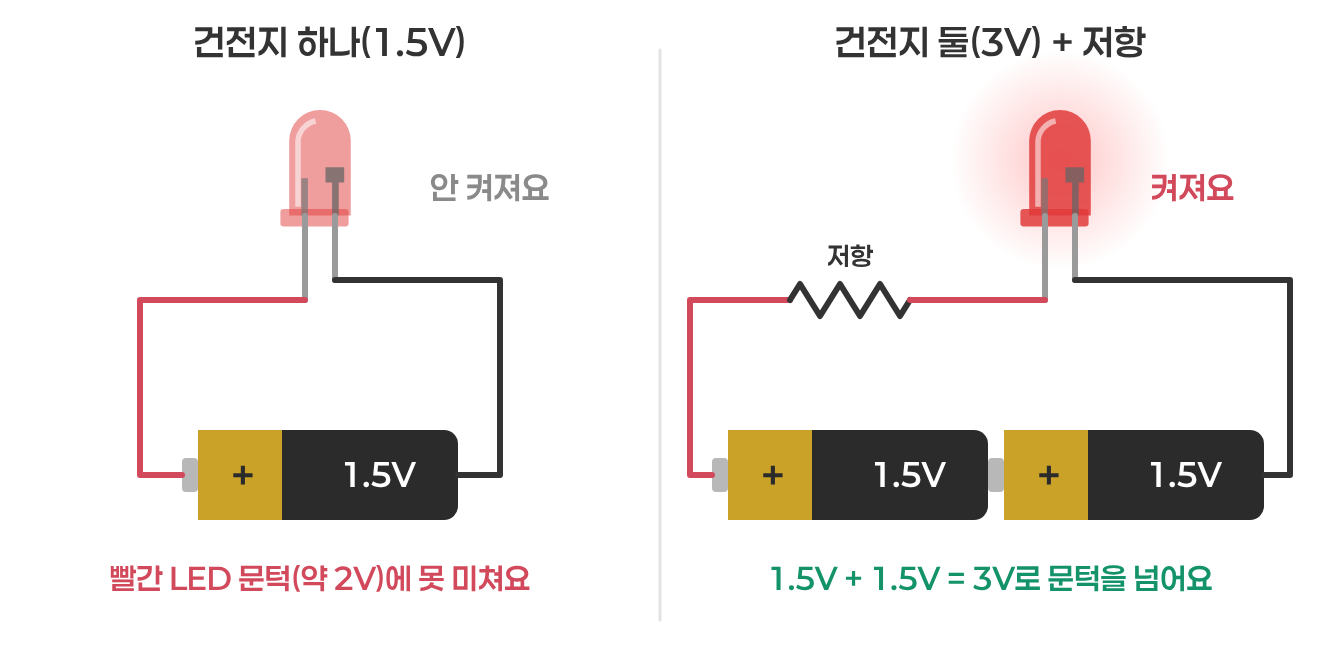 건전지 하나(1.5V)
안 켜져요
+
1.5V
빨간 LED 문턱(약 2V)에 못 미쳐요
건전지 둘(3V) + 저항
켜져요
저항
+
1.5V
+
1.5V
1.5V + 1.5V = 3V로 문턱을 넘어요